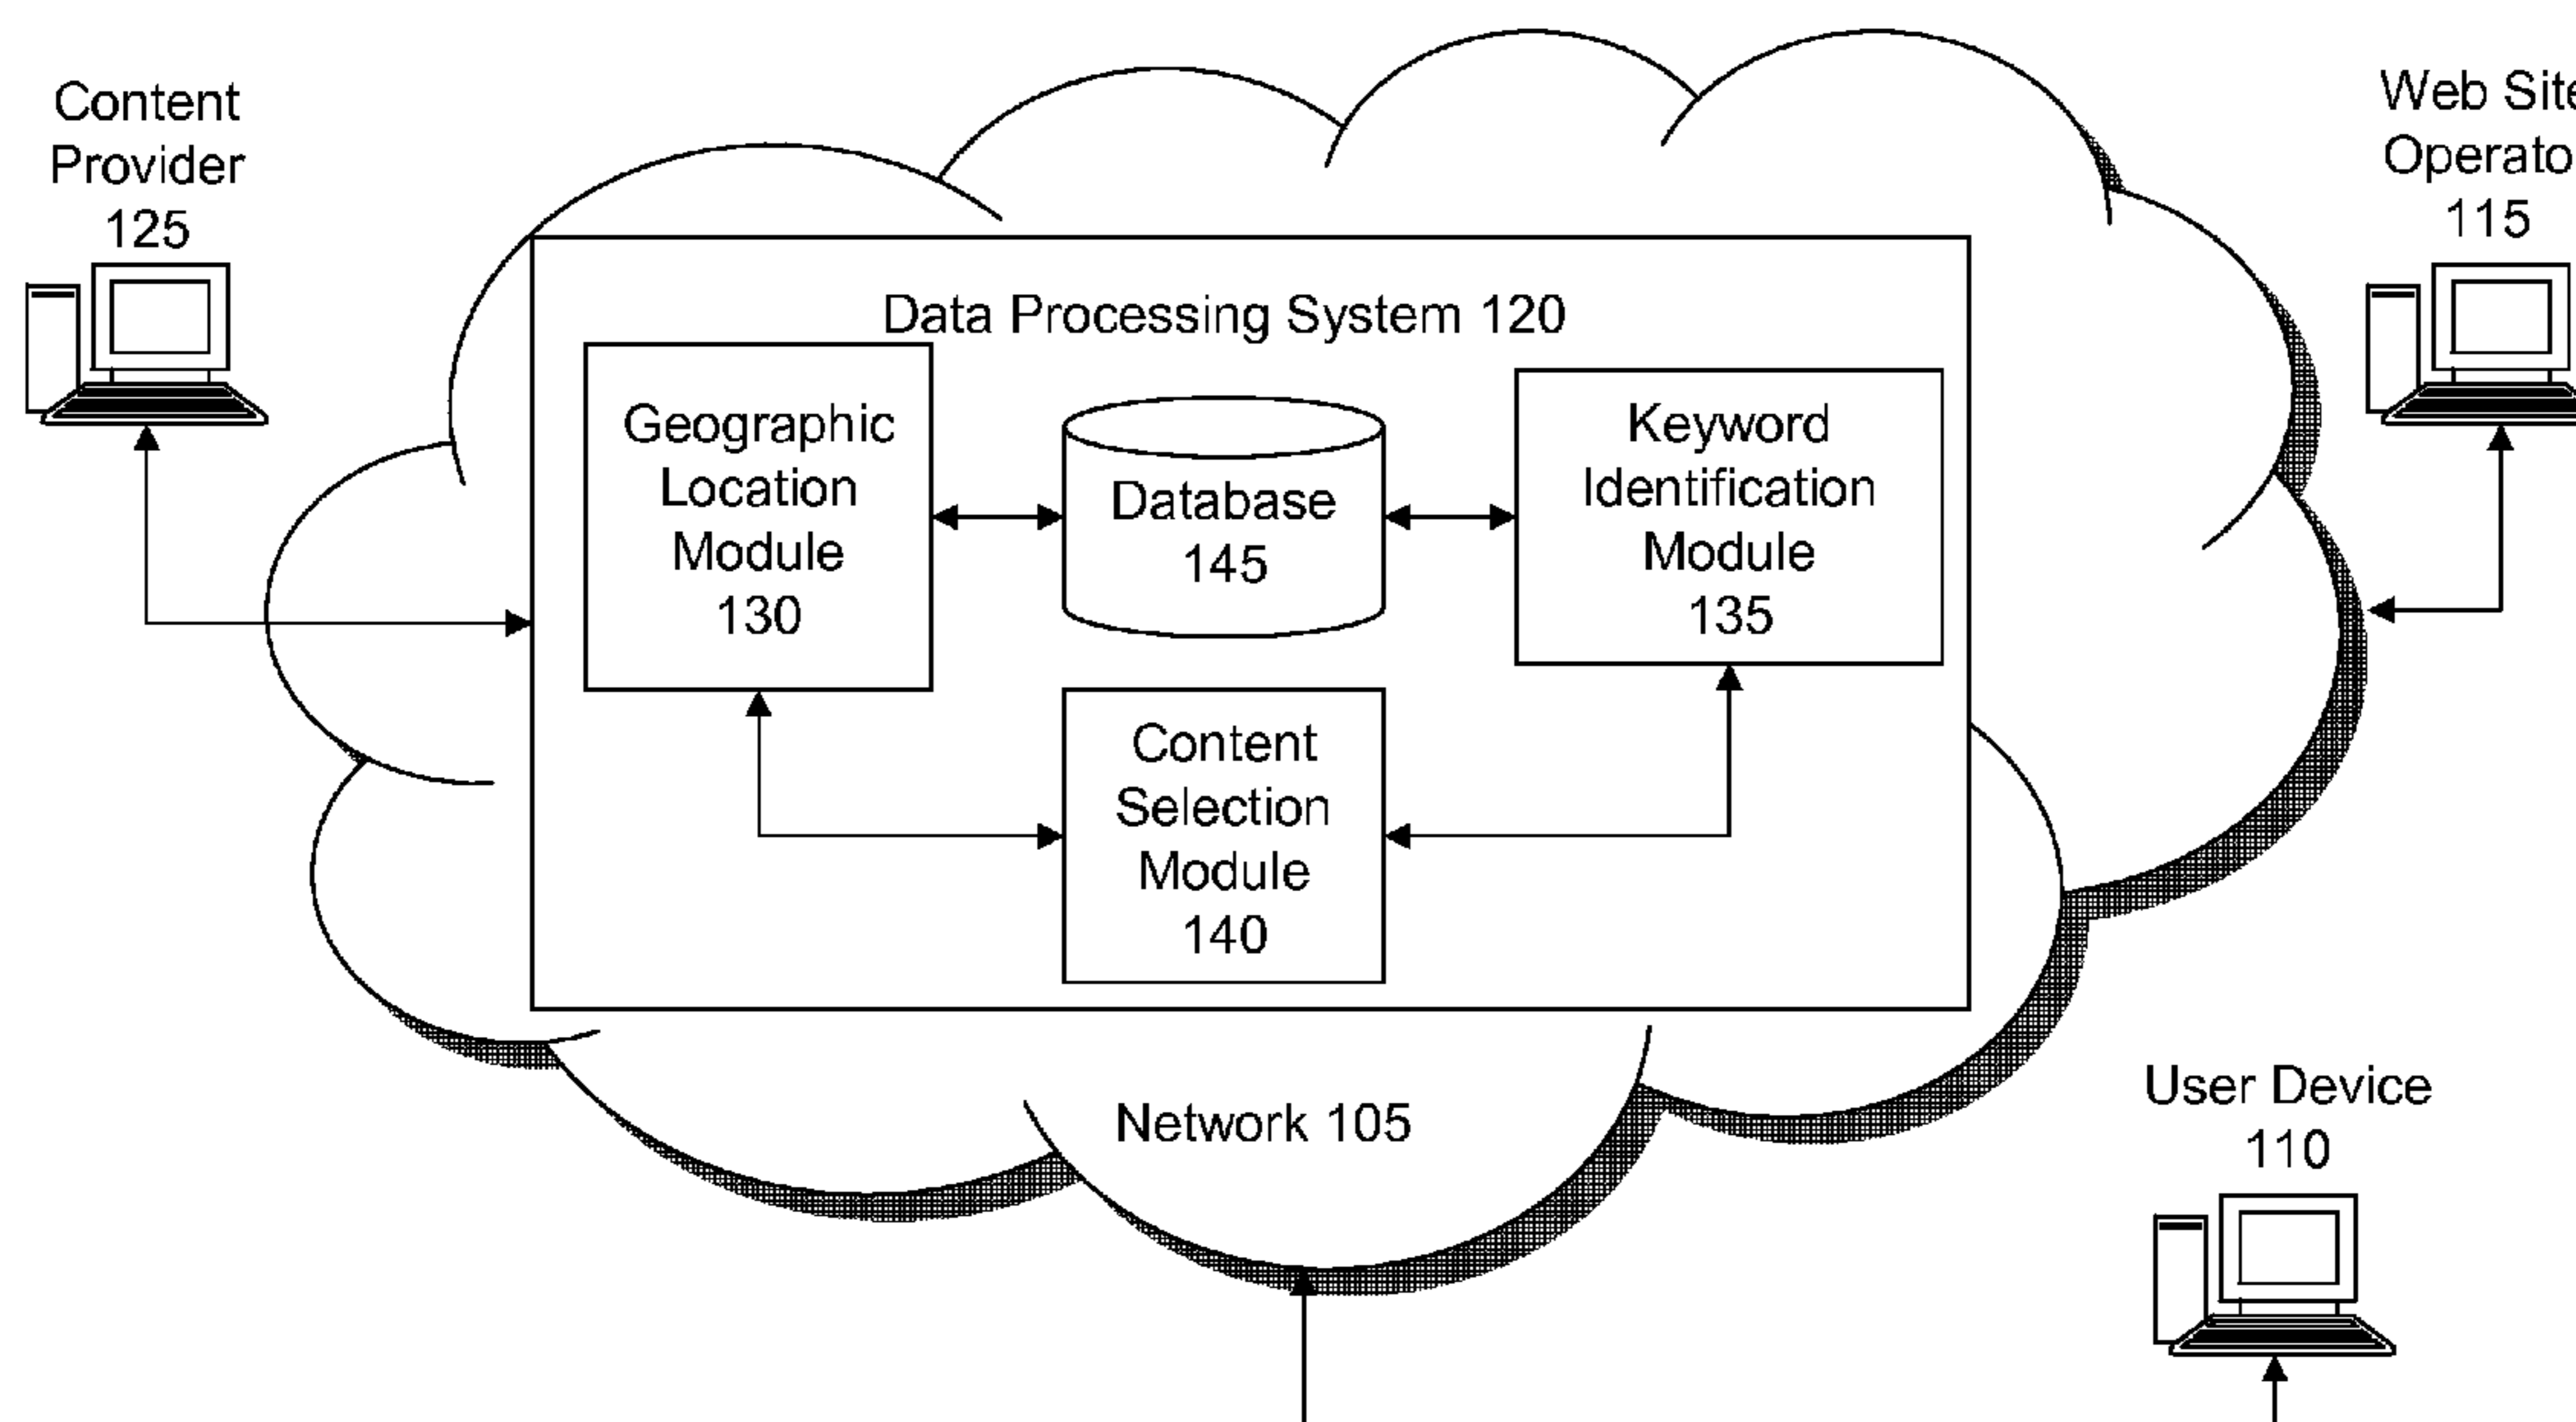 Content
Provider
125
Web Site
Operato
115
Data Processing System 120
Geographic
Location
Module
130
Database
145
Keyword
Identification
Module
135
Content
Selection
Module
140
Network 105
User Device
110